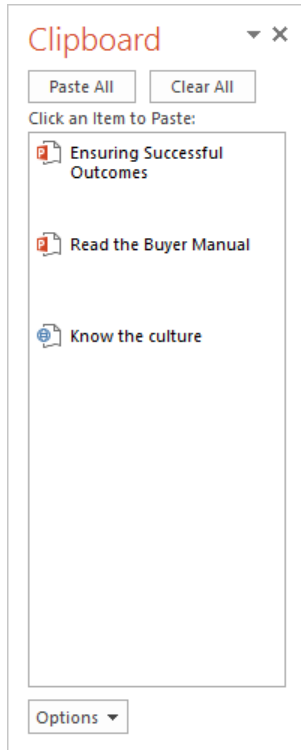 Clipboard
Paste All
Clear All
Click an Item to Paste:
Ensuring Successful
Outcomes
Read the Buyer Manual
Know the culture
Options